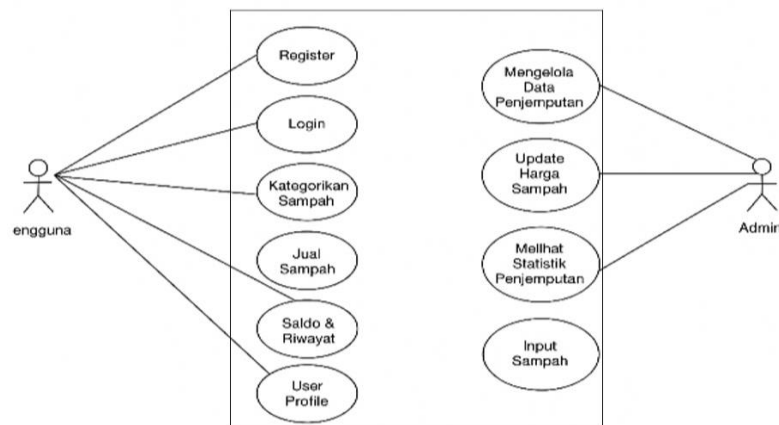 Register
Login
Kategorikan
Sampah
Jual
Sampah
Saldo &
Riwayat
User
Profile
engguna
Mengelola
Data
Penjemputan
Update
Harga
Sampah
Mellhat
Statistik
Penjemputan
Input
Sampah
Admin